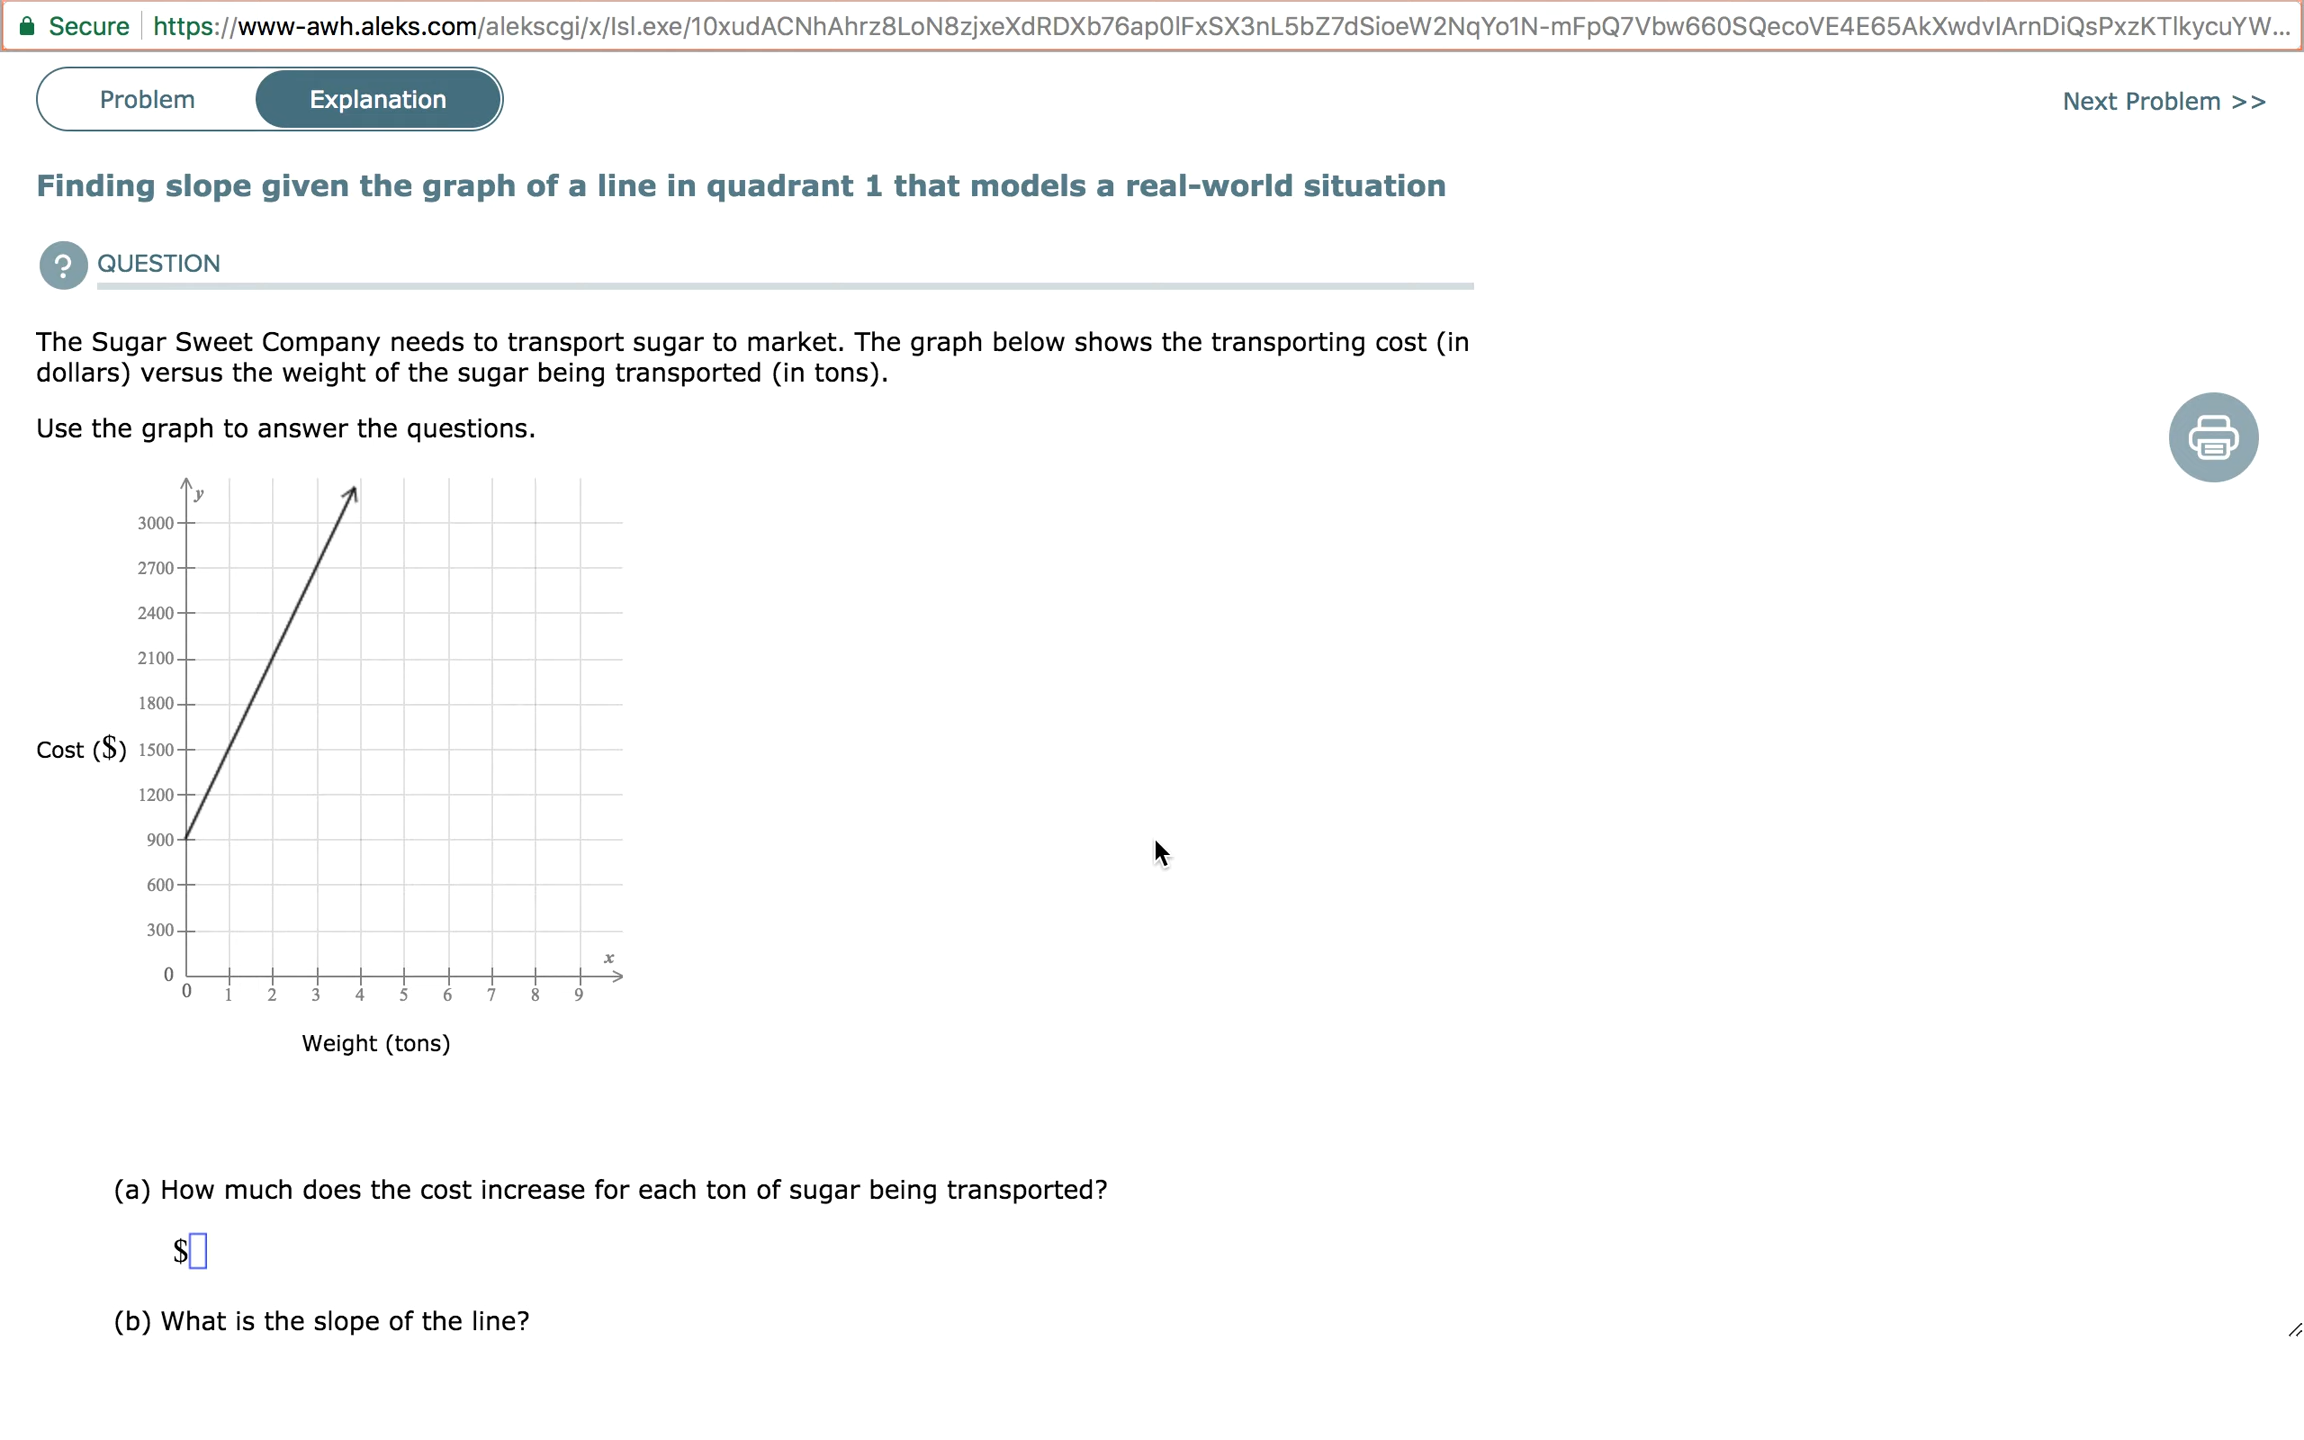 Secure https://www-awh.aleks.com/alekscgi/x/Isl.exe/10xudACNhAhrz8LoN8zjxeXdRDXb76ap0IFxSX3nL5bZ7dSioeW2NqYo1N-mFpQ7Vbw660SQecoVE4E65AkXwdvIArnDiQsPxzKTlkycuYW...
Problem Explanation Next Problem >>
Finding slope given the graph of a line in quadrant 1 that models a real-world situation
? QUESTION
The Sugar Sweet Company needs to transport sugar to market. The graph below shows the transporting cost (in
dollars) versus the weight of the sugar being transported (in tons).
Use the graph to answer the questions.
y
3000
2700
2400
2100
1800
Cost ($) 1500
1200
900
600
300
x
0
0 1 2 3 4 5 6 7 8 9
Weight (tons)
(a) How much does the cost increase for each ton of sugar being transported?
$
(b) What is the slope of the line?